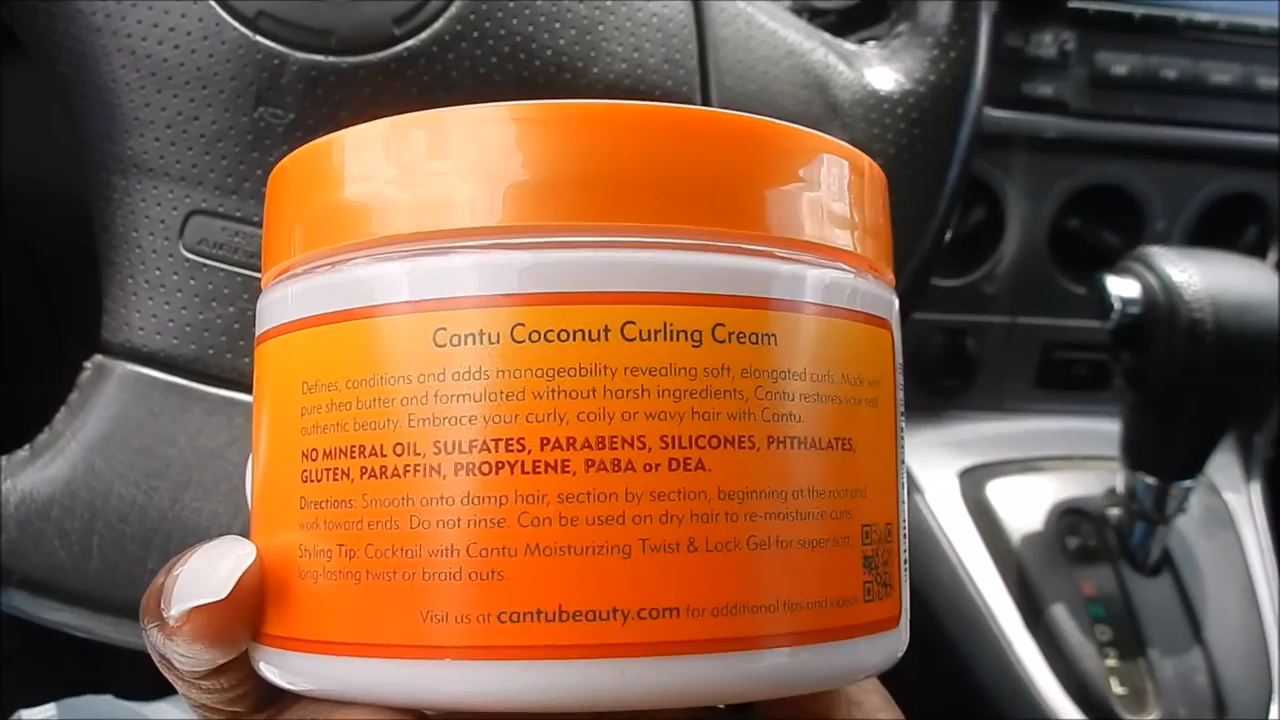 Cantu Coconut Curling Cream
Defines, conditions and adds manageability revealing soft, elongated curls. Made with
pure shea butter and formulated without harsh ingredients, Cantu restores your real
authentic beauty. Embrace your curly, coily or wavy hair with Cantu.
NO MINERAL OIL, SULFATES, PARABENS, SILICONES, PHTHALATES,
GLUTEN, PARAFFIN, PROPYLENE, PABA or DEA.
Directions: Smooth onto damp hair, section by section, beginning at the root and
work toward ends. Do not rinse. Can be used on dry hair to re-moisturize curls.
Styling Tip: Cocktail with Cantu Moisturizing Twist & Lock Gel for super soft,
long-lasting twist or braid outs.
Visit us at cantubeauty.com for additional tips and videos.